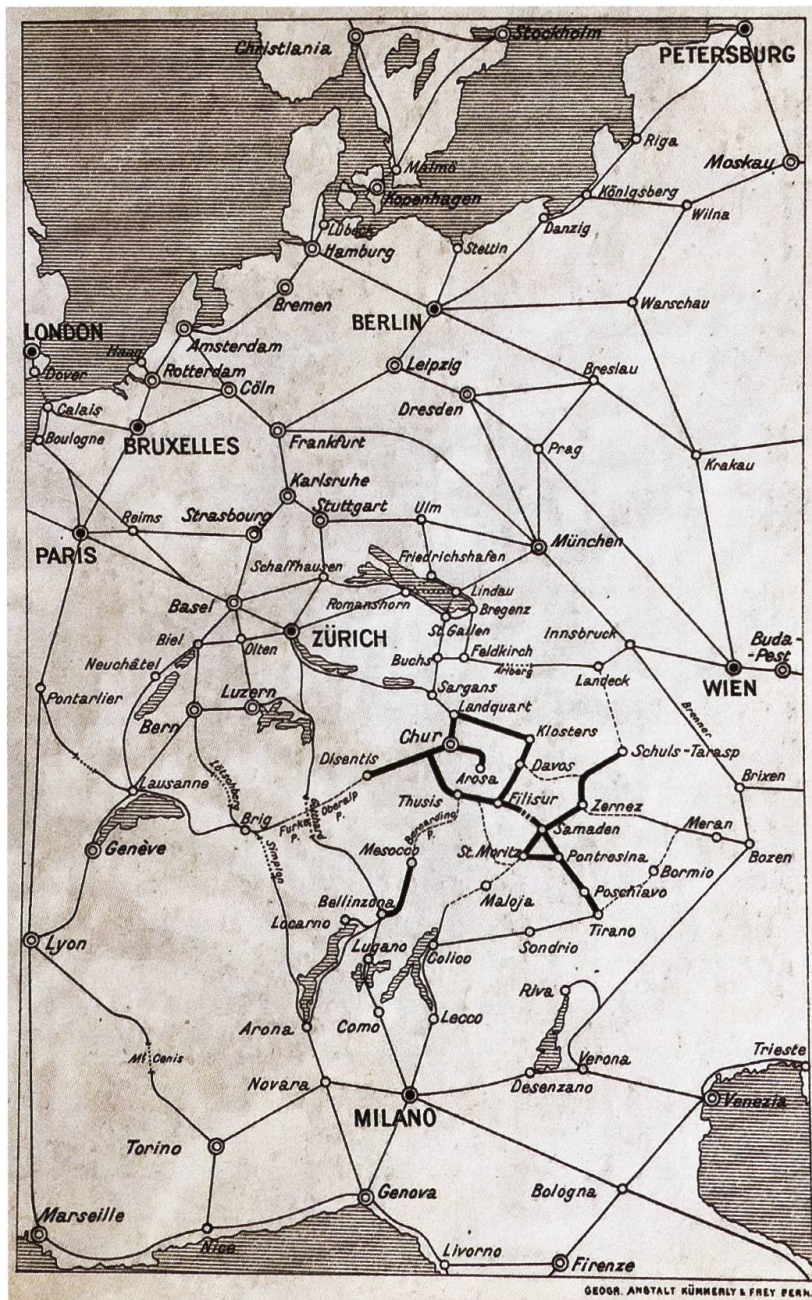 Christiania
Stockholm
PETERSBURG
Riga
Moskau
Malmö
Kopenhagen
Königsberg
Wilna
Lübeck
Danzig
Hamburg
Stettin
Bremen
BERLIN
Warschau
LONDON
Amsterdam
Haag
Dover
Rotterdam
Cöln
Leipzig
Breslau
Dresden
Calais
Boulogne
BRUXELLES
Frankfurt
Prag
Krakau
Karlsruhe
Reims
Strasbourg
Stuttgart
Ulm
München
PARIS
Schaffhausen
Friedrichshafen
Lindau
Basel
Romanshorn
Bregenz
ZÜRICH
St. Gallen
Biel
Olten
Innsbruck
Buda-
-Pest
Neuchâtel
Buchs
Feldkirch
Arlberg
Landeck
WIEN
Pontarlier
Luzern
Sargans
Bern
Landquart
Brenner
Chur
Klosters
Disentis
Arosa
Davos
Schuls-Tarasp
Lausanne
Lötschberg
Thusis
Filisur
Zernez
Brixen
Brig
Furka
P.
Oberalp
P.
Gotthard
Bernardino
P.
Samaden
Meran
Genève
Simplon
Mesocco
St. Moritz
Pontresina
Bozen
Bormio
Bellinzona
Maloja
Poschiavo
Locarno
Tirano
Lyon
Lugano
Colico
Sondrio
Riva
Arona
Como
Lecco
Mt. Cenis
Verona
Trieste
Novara
Desenzano
Venezia
MILANO
Torino
Genova
Bologna
Marseille
Nice
Livorno
Firenze
GEOGR. ANSTALT KÜMMERLY & FREY BERN